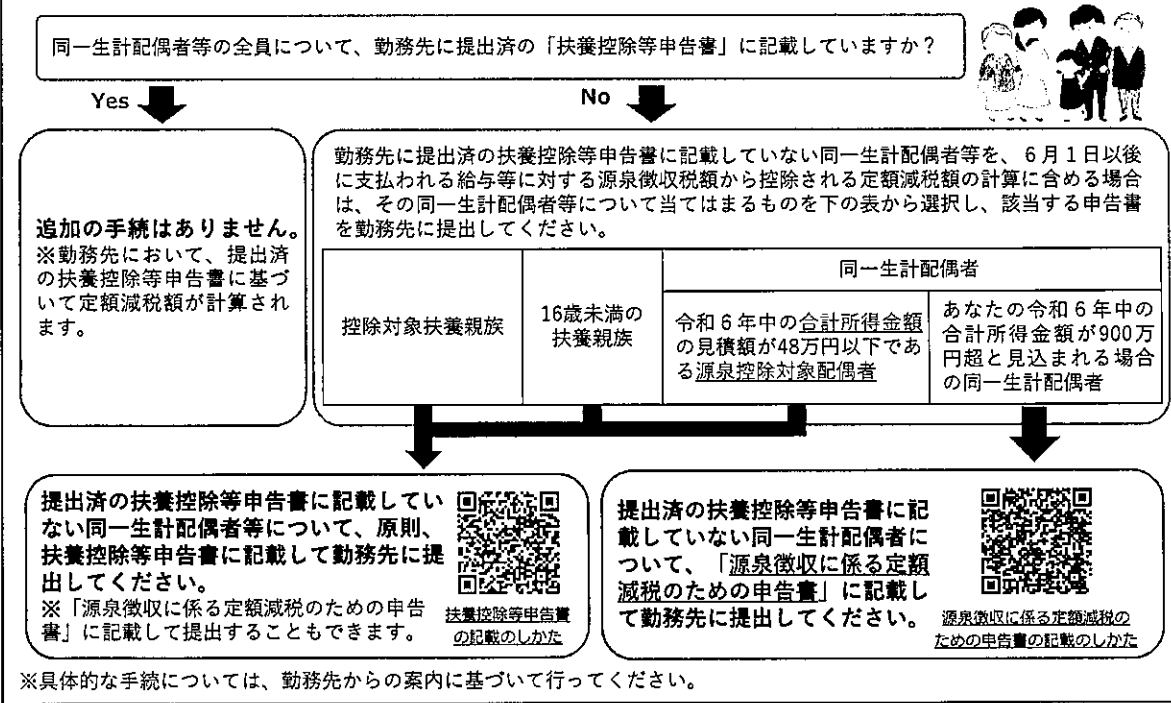 同一生計配偶者等の全員について、勤務先に提出済の「扶養控除等申告書」に記載していますか？
Yes
No
追加の手続はありません。
※勤務先において、提出済
の扶養控除等申告書に基づ
いて定額減税額が計算され
ます。
勤務先に提出済の扶養控除等申告書に記載していない同一生計配偶者等を、６月１日以後
に支払われる給与等に対する源泉徴収税額から控除される定額減税額の計算に含める場合
は、その同一生計配偶者等について当てはまるものを下の表から選択し、該当する申告書
を勤務先に提出してください。
控除対象扶養親族
16歳未満の
扶養親族
同一生計配偶者
令和６年中の合計所得金額
の見積額が48万円以下であ
る源泉控除対象配偶者
あなたの令和６年中の
合計所得金額が900万
円超と見込まれる場合
の同一生計配偶者
提出済の扶養控除等申告書に記載してい
ない同一生計配偶者等について、原則、
扶養控除等申告書に記載して勤務先に提
出してください。
※「源泉徴収に係る定額減税のための申告
書」に記載して提出することもできます。
扶養控除等申告書
の記載のしかた
提出済の扶養控除等申告書に記
載していない同一生計配偶者に
ついて、「源泉徴収に係る定額
減税のための申告書」に記載し
て勤務先に提出してください。
源泉徴収に係る定額減税の
ための申告書の記載のしかた
※具体的な手続については、勤務先からの案内に基づいて行ってください。